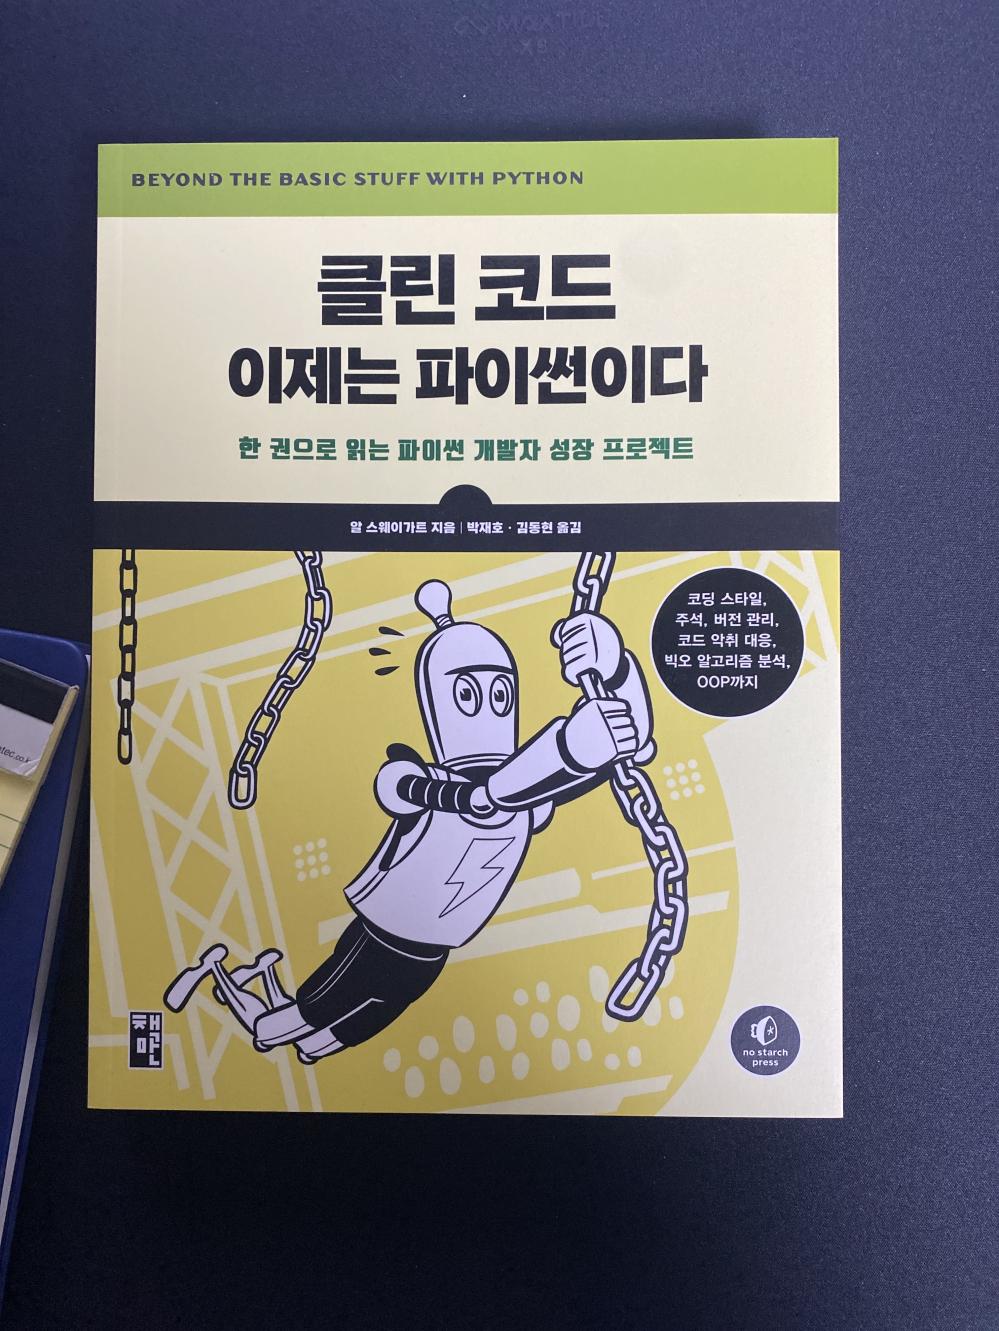 MAXTILL
X8
BEYOND THE BASIC STUFF WITH PYTHON
클린 코드
이제는 파이썬이다
한 권으로 읽는 파이썬 개발자 성장 프로젝트
알 스웨이가트 지음 | 박재호 · 김동현 옮김
코딩 스타일,
주석, 버전 관리,
코드 악취 대응,
빅오 알고리즘 분석,
OOP까지
책만
no starch
press